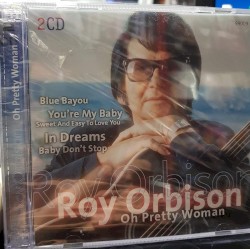 2CD
Blue Bayou
You're My Baby
Sweet And Easy To Love You
In Dreams
Baby Don't Stop
Roy Orbison
Oh Pretty Woman
Oh Pretty Woman